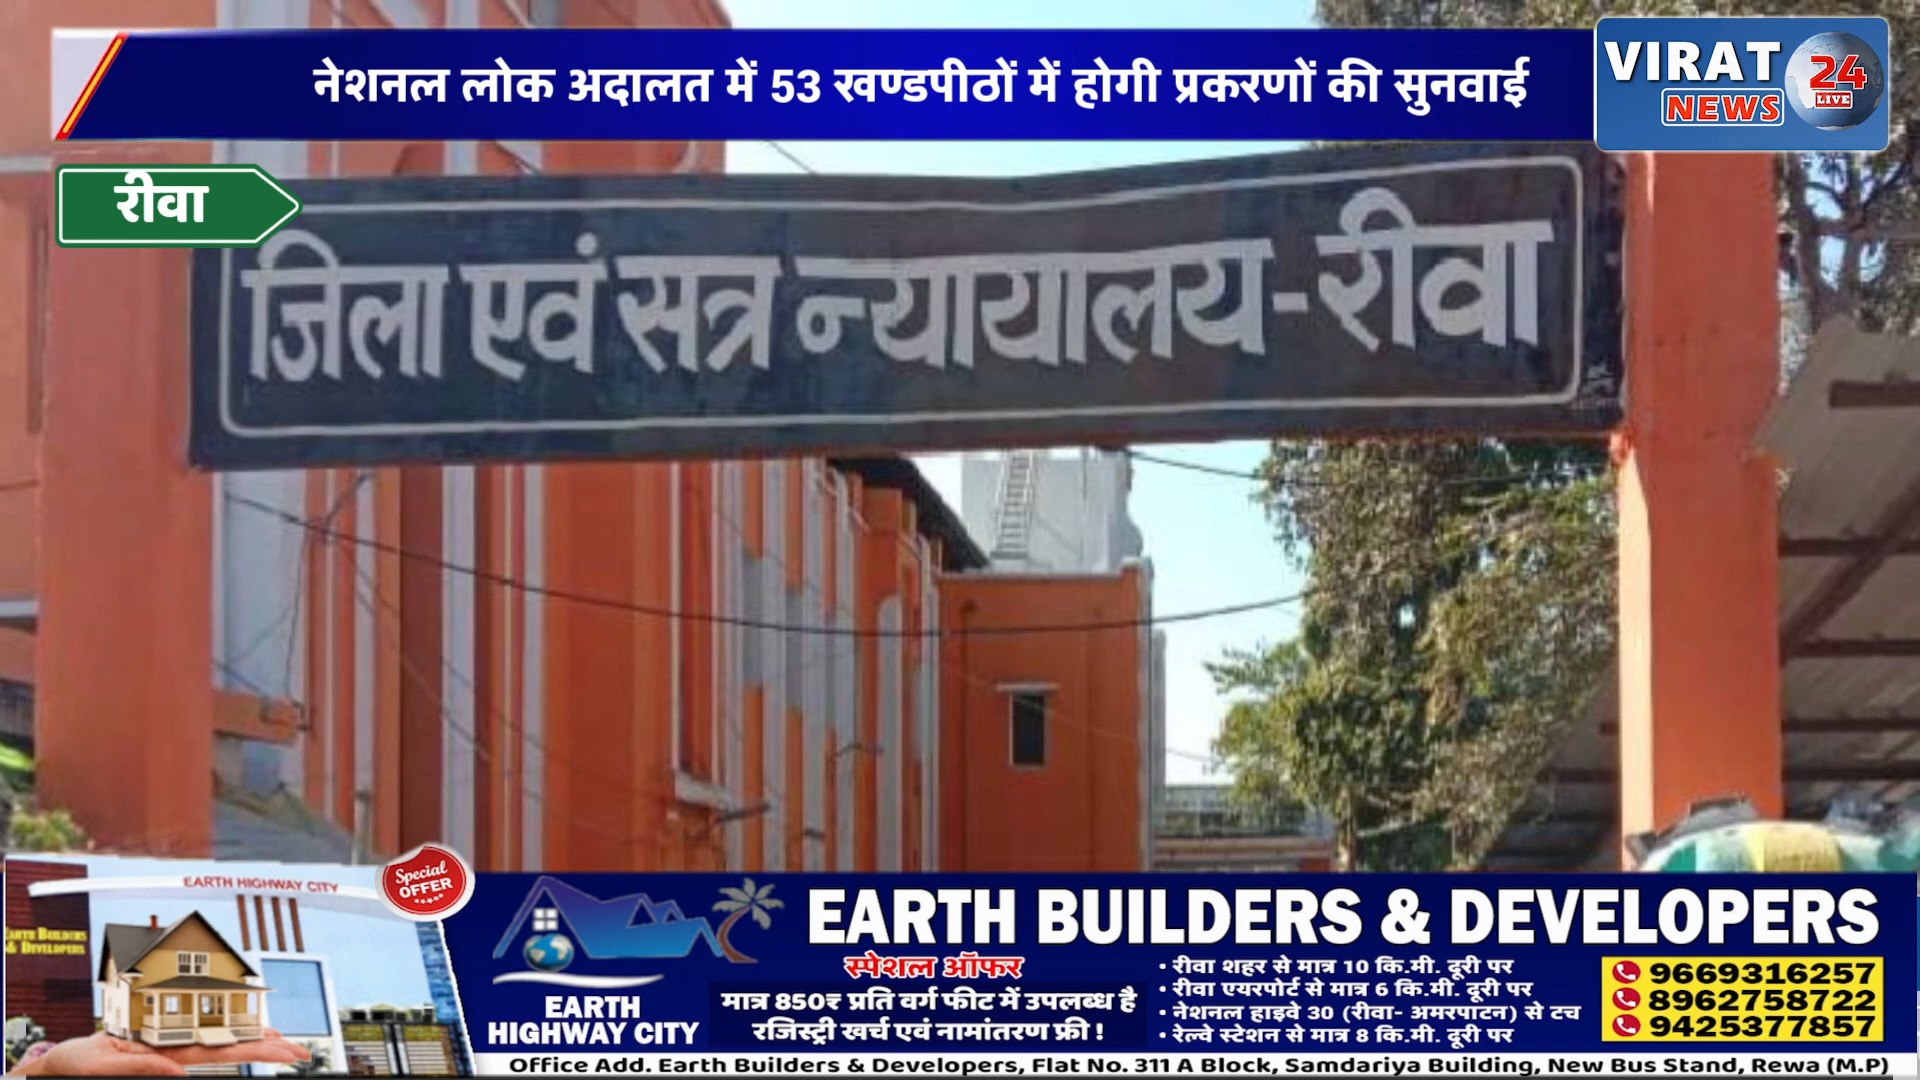 नेशनल लोक अदालत में 53 खण्डपीठों में होगी प्रकरणों की सुनवाई
VIRAT
NEWS
24
LIVE
रीवा
जिला एवं सत्र न्यायालय-रीवा
Special
OFFER
EARTH HIGHWAY CITY
EARTH BUILDERS
& DEVELOPERS
EARTH
HIGHWAY CITY
EARTH BUILDERS & DEVELOPERS
स्पेशल ऑफर
मात्र 850₹ प्रति वर्ग फीट में उपलब्ध है
रजिस्ट्री खर्च एवं नामांतरण फ्री !
• रीवा शहर से मात्र 10 कि.मी. दूरी पर
• रीवा एयरपोर्ट से मात्र 6 कि.मी. दूरी पर
• नेशनल हाइवे 30 (रीवा- अमरपाटन) से टच
• रेल्वे स्टेशन से मात्र 8 कि.मी. दूरी पर
9669316257
8962758722
9425377857
Office Add. Earth Builders & Developers, Flat No. 311 A Block, Samdariya Building, New Bus Stand, Rewa (M.P)